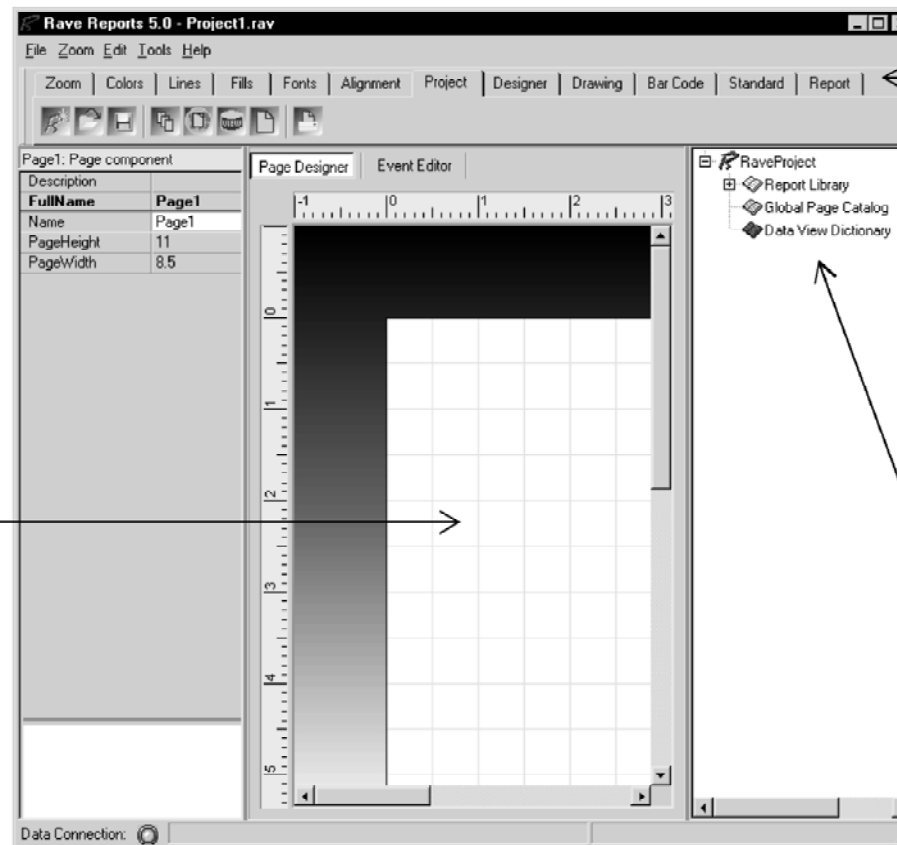 Rave Reports 5.0 - Project1.rav
File Zoom Edit Tools Help
Zoom Colors Lines Fills Fonts Alignment Project Designer Drawing Bar Code Standard Report
VIEW
Page1: Page component
Description
FullName Page1
Name Page1
PageHeight 11
PageWidth 8.5
Page Designer Event Editor
-1 0 1 2 3
0
1
2
3
4
5
RaveProject
Report Library
Global Page Catalog
Data View Dictionary
Data Connection: